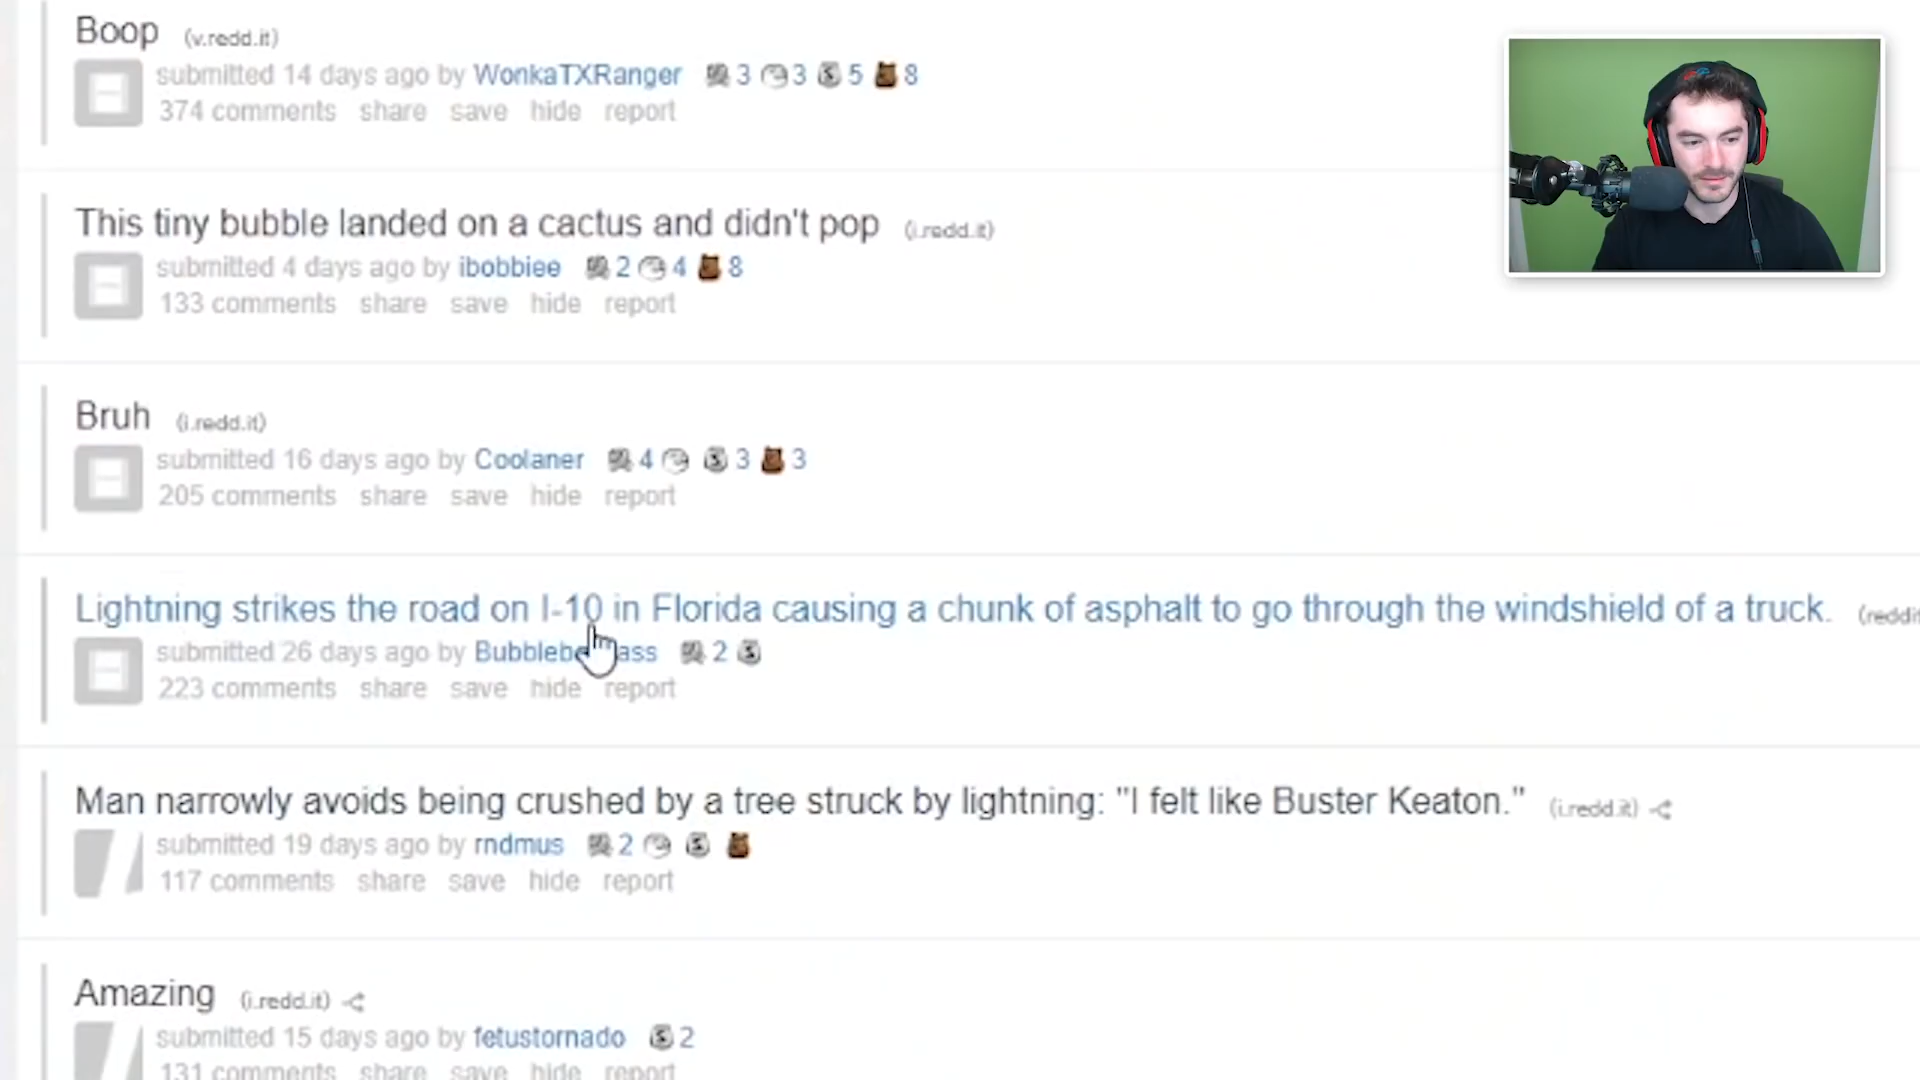 Boop (v.redd.it)
submitted 14 days ago by WonkaTXRanger 3 3 5 8
374 comments share save hide report
This tiny bubble landed on a cactus and didn't pop (i.redd.it)
submitted 4 days ago by ibobbiee 2 4 8
133 comments share save hide report
Bruh (i.redd.it)
submitted 16 days ago by Coolaner 4 3 3
205 comments share save hide report
Lightning strikes the road on I-10 in Florida causing a chunk of asphalt to go through the windshield of a truck. (reddit
submitted 26 days ago by 2
223 comments share save hide report
Man narrowly avoids being crushed by a tree struck by lightning: "I felt like Buster Keaton." (i.redd.it)
submitted 19 days ago by rndmus 2
117 comments share save hide report
Amazing (i.redd.it)
submitted 15 days ago by fetustornado 2
131 comments share save hide report